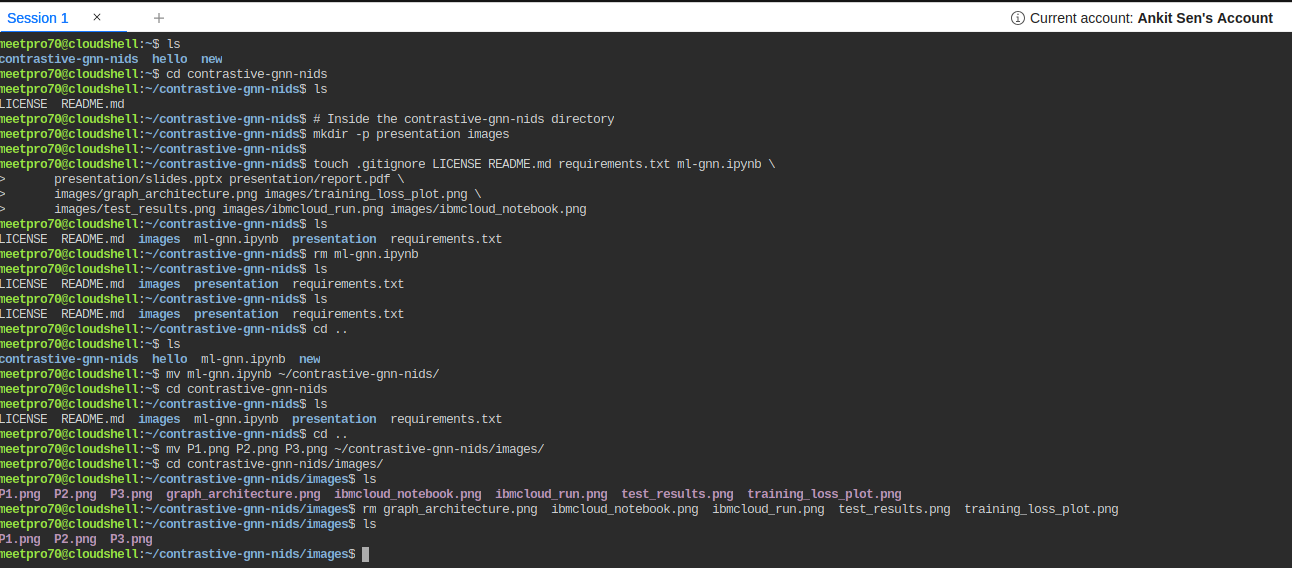 Session 1 × + Current account: Ankit Sen's Account
meetpro70@cloudshell:~$ ls
contrastive-gnn-nids  hello  new
meetpro70@cloudshell:~$ cd contrastive-gnn-nids
meetpro70@cloudshell:~/contrastive-gnn-nids$ ls
LICENSE  README.md
meetpro70@cloudshell:~/contrastive-gnn-nids$ # Inside the contrastive-gnn-nids directory
meetpro70@cloudshell:~/contrastive-gnn-nids$ mkdir -p presentation images
meetpro70@cloudshell:~/contrastive-gnn-nids$
meetpro70@cloudshell:~/contrastive-gnn-nids$ touch .gitignore LICENSE README.md requirements.txt ml-gnn.ipynb \
>       presentation/slides.pptx presentation/report.pdf \
>       images/graph_architecture.png images/training_loss_plot.png \
>       images/test_results.png images/ibmcloud_run.png images/ibmcloud_notebook.png
meetpro70@cloudshell:~/contrastive-gnn-nids$ ls
LICENSE  README.md  images  ml-gnn.ipynb  presentation  requirements.txt
meetpro70@cloudshell:~/contrastive-gnn-nids$ rm ml-gnn.ipynb
meetpro70@cloudshell:~/contrastive-gnn-nids$ ls
LICENSE  README.md  images  presentation  requirements.txt
meetpro70@cloudshell:~/contrastive-gnn-nids$ ls
LICENSE  README.md  images  presentation  requirements.txt
meetpro70@cloudshell:~/contrastive-gnn-nids$ cd ..
meetpro70@cloudshell:~$ ls
contrastive-gnn-nids  hello  ml-gnn.ipynb  new
meetpro70@cloudshell:~$ mv ml-gnn.ipynb ~/contrastive-gnn-nids/
meetpro70@cloudshell:~$ cd contrastive-gnn-nids
meetpro70@cloudshell:~/contrastive-gnn-nids$ ls
LICENSE  README.md  images  ml-gnn.ipynb  presentation  requirements.txt
meetpro70@cloudshell:~/contrastive-gnn-nids$ cd ..
meetpro70@cloudshell:~$ mv P1.png P2.png P3.png ~/contrastive-gnn-nids/images/
meetpro70@cloudshell:~$ cd contrastive-gnn-nids/images/
meetpro70@cloudshell:~/contrastive-gnn-nids/images$ ls
P1.png  P2.png  P3.png  graph_architecture.png  ibmcloud_notebook.png  ibmcloud_run.png  test_results.png  training_loss_plot.png
meetpro70@cloudshell:~/contrastive-gnn-nids/images$ rm graph_architecture.png  ibmcloud_notebook.png  ibmcloud_run.png  test_results.png  training_loss_plot.png
meetpro70@cloudshell:~/contrastive-gnn-nids/images$ ls
P1.png  P2.png  P3.png
meetpro70@cloudshell:~/contrastive-gnn-nids/images$